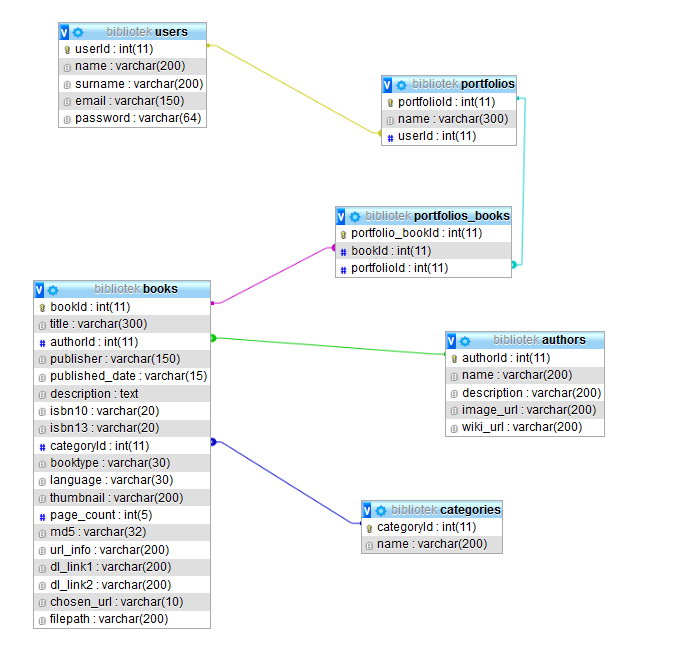 V bibliotek users
userId : int(11)
name : varchar(200)
surname : varchar(200)
email : varchar(150)
password : varchar(64)
V bibliotek portfolios
portfolioId : int(11)
name : varchar(300)
# userId : int(11)
V bibliotek portfolios_books
portfolio_bookId : int(11)
# bookId : int(11)
# portfolioId : int(11)
V bibliotek books
bookId : int(11)
title : varchar(300)
# authorId : int(11)
publisher : varchar(150)
published_date : varchar(15)
description : text
isbn10 : varchar(20)
isbn13 : varchar(20)
# categoryId : int(11)
booktype : varchar(30)
language : varchar(30)
thumbnail : varchar(200)
# page_count : int(5)
md5 : varchar(32)
url_info : varchar(200)
dl_link1 : varchar(200)
dl_link2 : varchar(200)
chosen_url : varchar(10)
filepath : varchar(200)
V bibliotek authors
authorId : int(11)
name : varchar(200)
description : varchar(200)
image_url : varchar(200)
wiki_url : varchar(200)
V bibliotek categories
categoryId : int(11)
name : varchar(200)